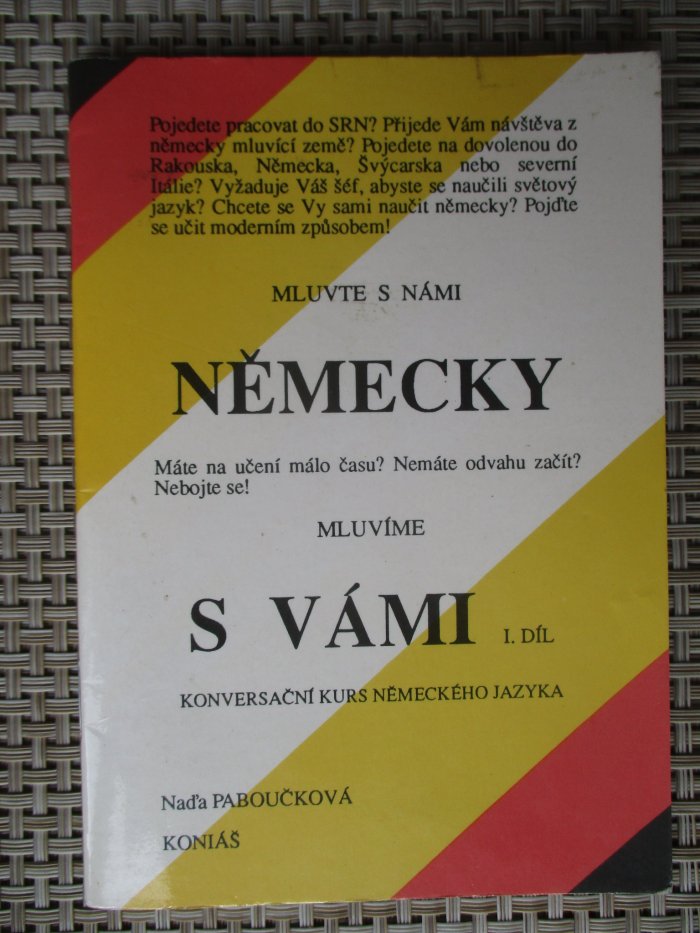 Pojedete pracovat do SRN? Přijede Vám návštěva z
německy mluvící země? Pojedete na dovolenou do
Rakouska, Německa, Švýcarska nebo severní
Itálie? Vyžaduje Váš šéf, abyste se naučili světový
jazyk? Chcete se Vy sami naučit německy? Pojďte
se učit moderním způsobem!
MLUVTE S NÁMI
NĚMECKY
Máte na učení málo času? Nemáte odvahu začít?
Nebojte se!
MLUVÍME
S VÁMI I. DÍL
KONVERSAČNÍ KURS NĚMECKÉHO JAZYKA
Naďa PABOUČKOVÁ
KONIÁŠ